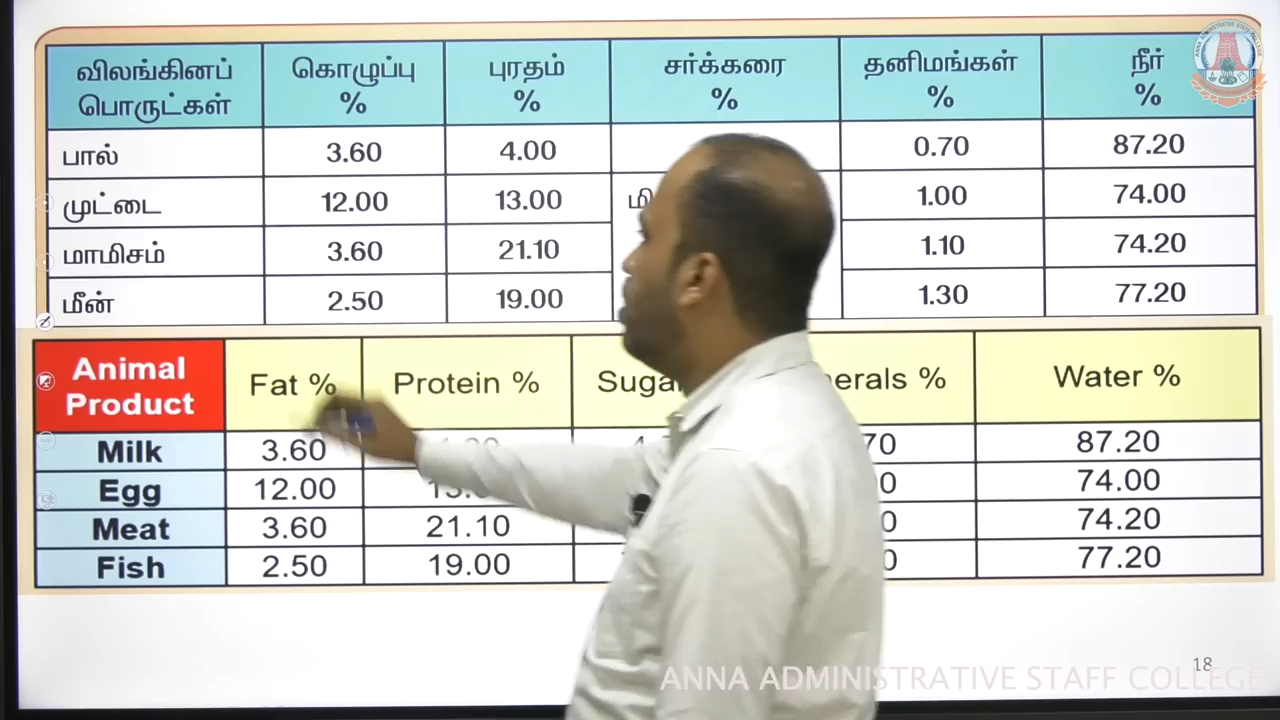 விலங்கினப் பொருட்கள் கொழுப்பு % புரதம் % சர்க்கரை % தனிமங்கள் % நீர் %
பால் 3.60 4.00 0.70 87.20
முட்டை 12.00 13.00 1.00 74.00
மாமிசம் 3.60 21.10 1.10 74.20
மீன் 2.50 19.00 1.30 77.20
Animal Product Fat % Protein % Water %
Milk 3.60 87.20
Egg 12.00 74.00
Meat 3.60 21.10 74.20
Fish 2.50 19.00 77.20
18
ANNA ADMINISTRATIVE STAFF COLLEGE
ANNA ADMINISTRATIVE STAFF COLLEGE